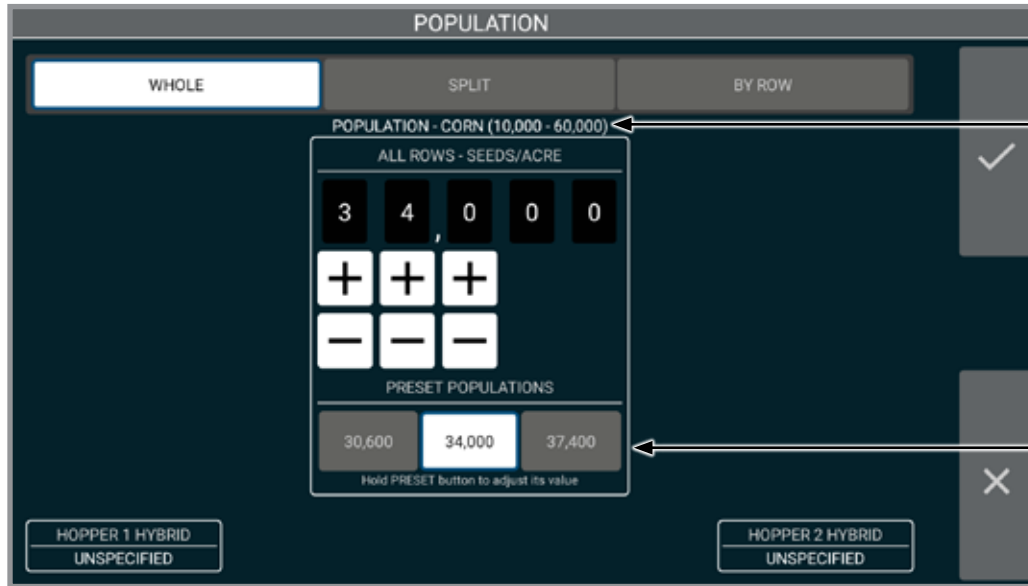 POPULATION
WHOLE SPLIT BY ROW
POPULATION - CORN (10,000 - 60,000)
ALL ROWS - SEEDS/ACRE
3 4 , 0 0 0
+ + +
− − −
PRESET POPULATIONS
30,600 34,000 37,400
Hold PRESET button to adjust its value
HOPPER 1 HYBRID HOPPER 2 HYBRID
UNSPECIFIED UNSPECIFIED